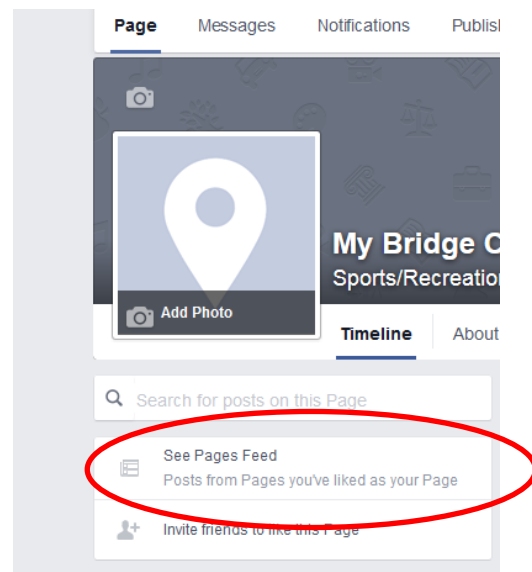 Page Messages Notifications Publis
Add Photo
My Bridge C
Sports/Recreation
Timeline About
Search for posts on this Page
See Pages Feed
Posts from Pages you've liked as your Page
Invite friends to like this Page